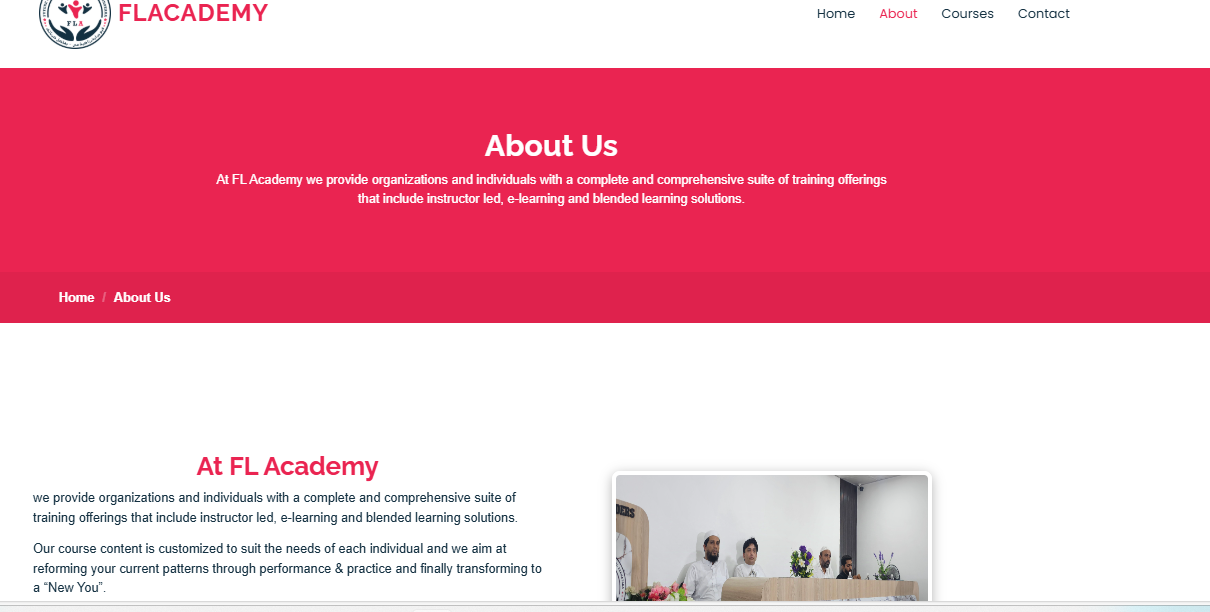 FLA
FLACADEMY
Home About Courses Contact
About Us
At FL Academy we provide organizations and individuals with a complete and comprehensive suite of training offerings
that include instructor led, e-learning and blended learning solutions.
Home / About Us
At FL Academy
we provide organizations and individuals with a complete and comprehensive suite of
training offerings that include instructor led, e-learning and blended learning solutions.
Our course content is customized to suit the needs of each individual and we aim at
reforming your current patterns through performance & practice and finally transforming to
a “New You”.
DERS